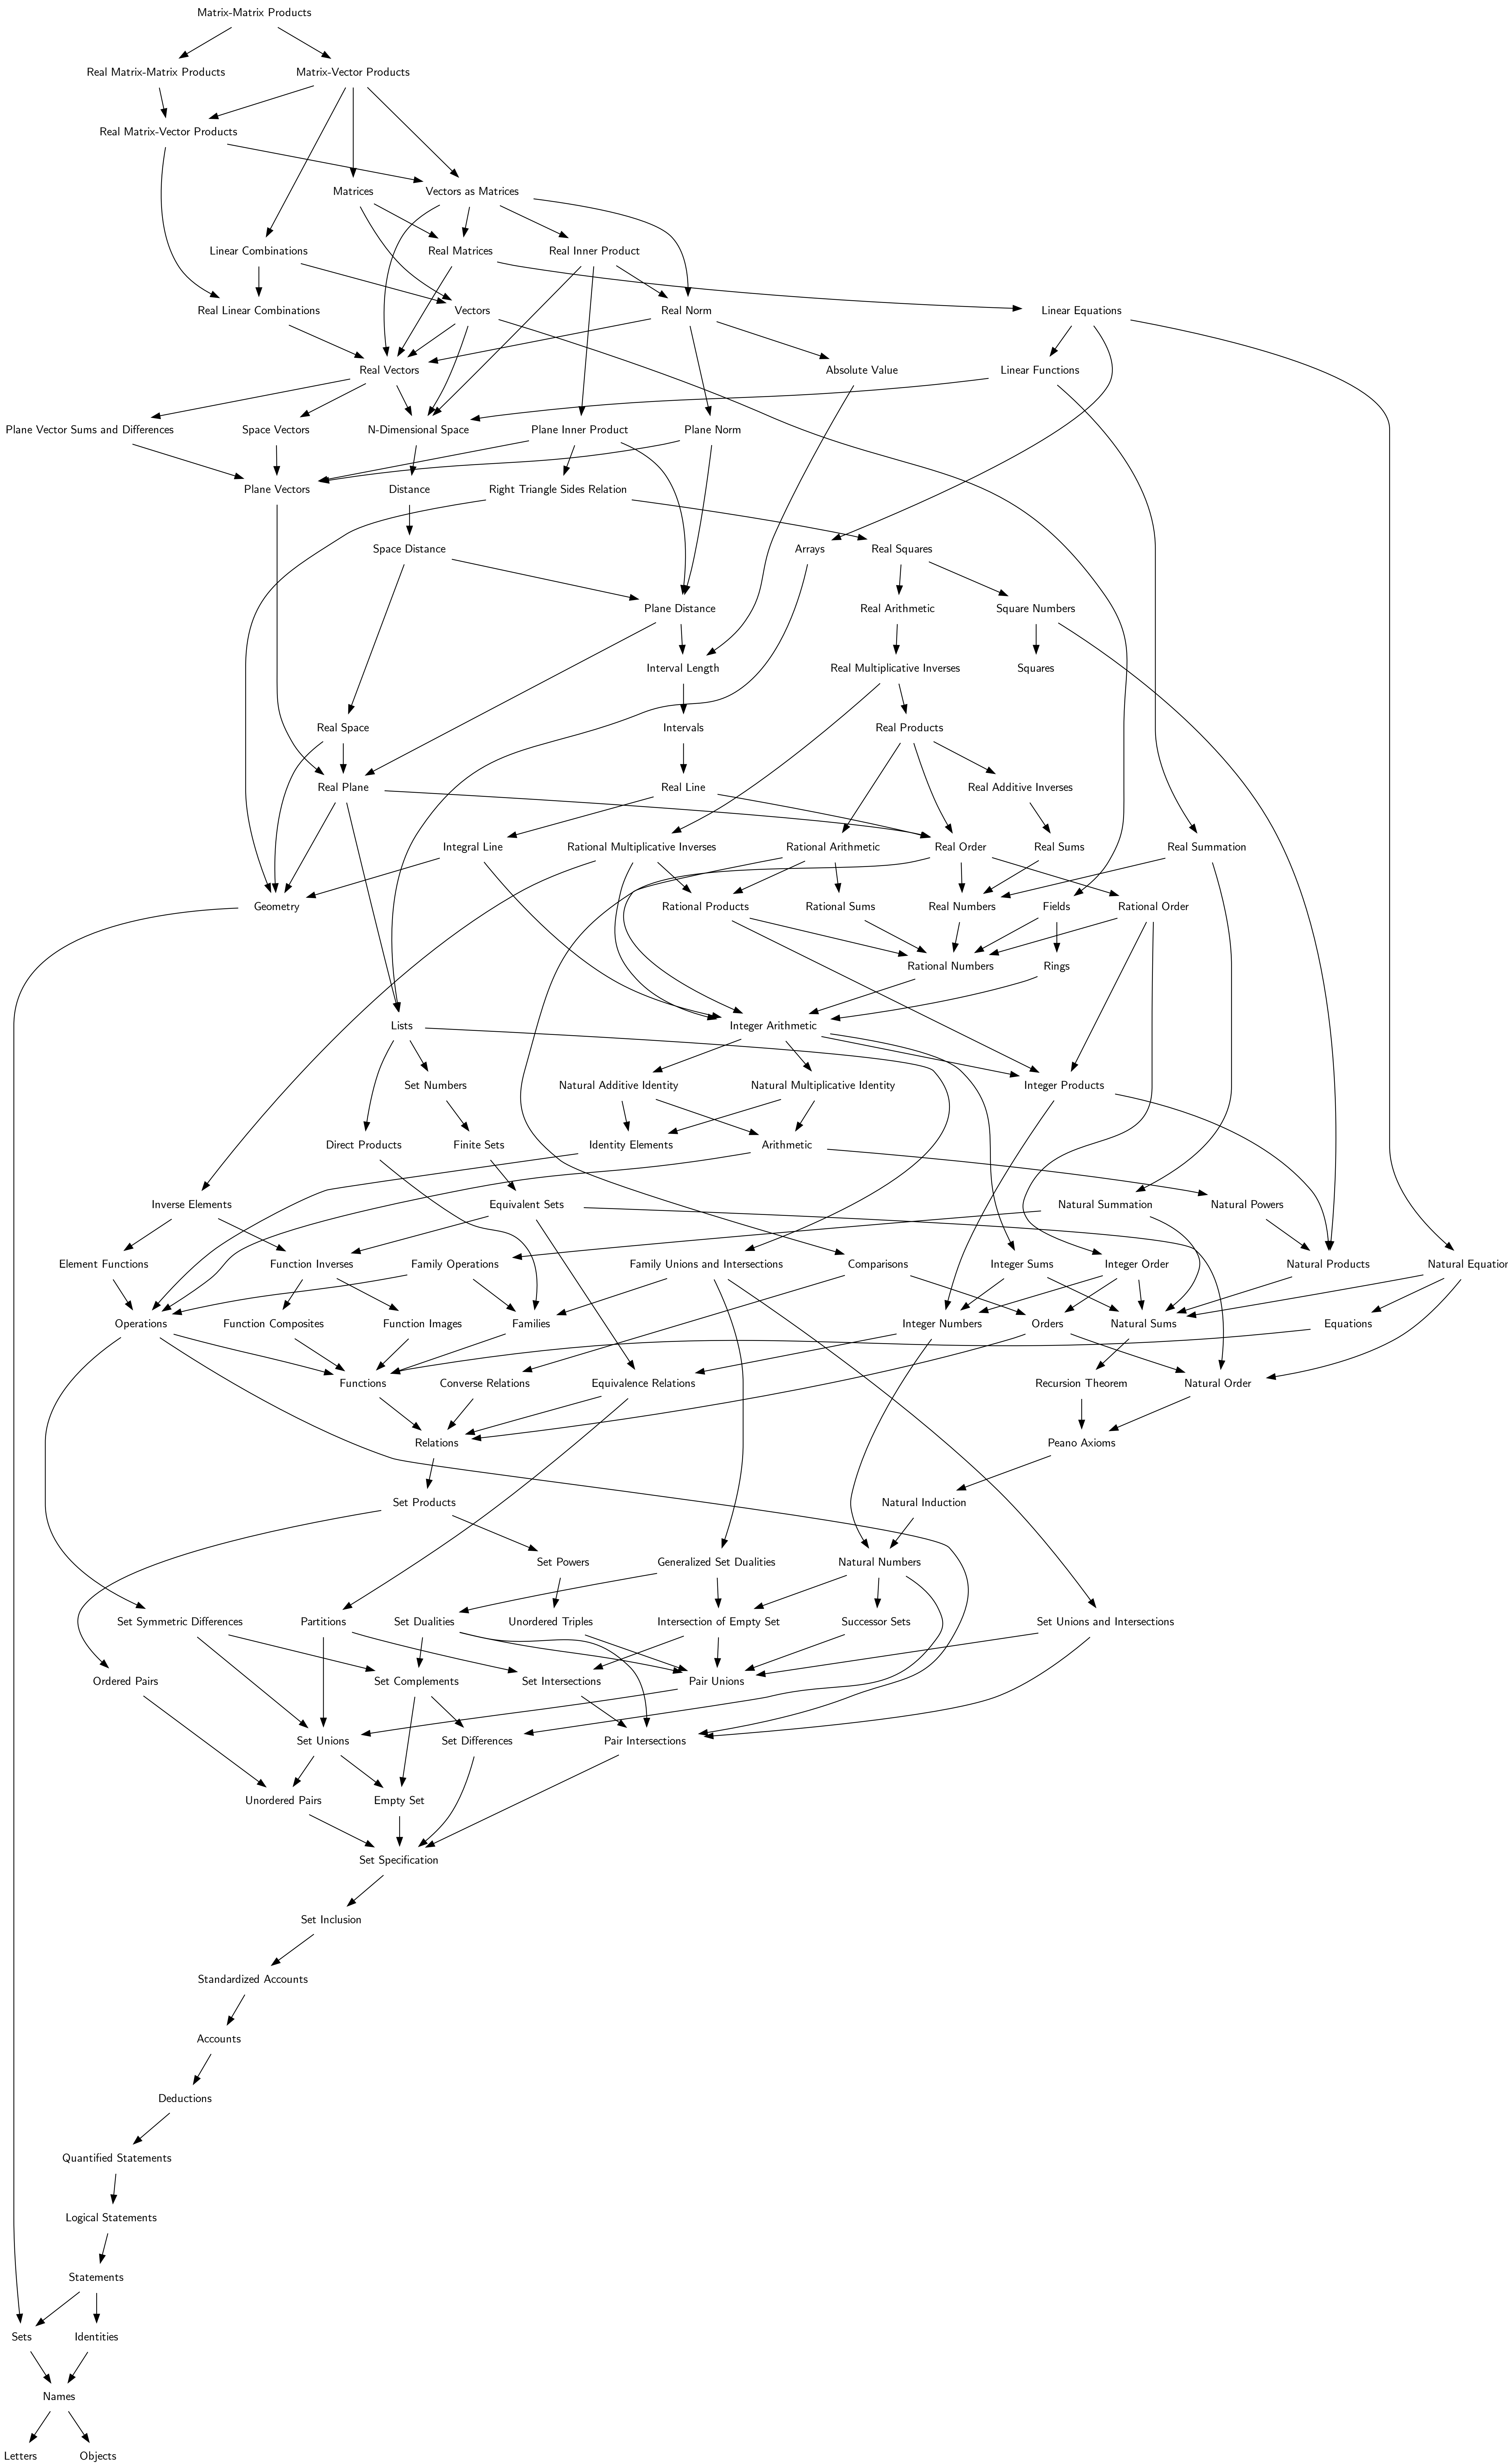 Matrix-Matrix Products
Real Matrix-Matrix Products
Matrix-Vector Products
Real Matrix-Vector Products
Matrices
Vectors as Matrices
Linear Combinations
Real Matrices
Real Inner Product
Real Linear Combinations
Vectors
Real Norm
Linear Equations
Real Vectors
Absolute Value
Linear Functions
Plane Vector Sums and Differences
Space Vectors
N-Dimensional Space
Plane Inner Product
Plane Norm
Plane Vectors
Distance
Right Triangle Sides Relation
Space Distance
Arrays
Real Squares
Plane Distance
Real Arithmetic
Square Numbers
Interval Length
Real Multiplicative Inverses
Squares
Real Space
Intervals
Real Products
Real Plane
Real Line
Real Additive Inverses
Integral Line
Rational Multiplicative Inverses
Rational Arithmetic
Real Order
Real Sums
Real Summation
Geometry
Rational Products
Rational Sums
Real Numbers
Fields
Rational Order
Rational Numbers
Rings
Lists
Integer Arithmetic
Set Numbers
Natural Additive Identity
Natural Multiplicative Identity
Integer Products
Direct Products
Finite Sets
Identity Elements
Arithmetic
Inverse Elements
Equivalent Sets
Natural Summation
Natural Powers
Element Functions
Function Inverses
Family Operations
Family Unions and Intersections
Comparisons
Integer Sums
Integer Order
Natural Products
Natural Equation
Operations
Function Composites
Function Images
Families
Integer Numbers
Orders
Natural Sums
Equations
Functions
Converse Relations
Equivalence Relations
Recursion Theorem
Natural Order
Relations
Peano Axioms
Set Products
Natural Induction
Set Powers
Generalized Set Dualities
Natural Numbers
Set Symmetric Differences
Partitions
Set Dualities
Unordered Triples
Intersection of Empty Set
Successor Sets
Set Unions and Intersections
Ordered Pairs
Set Complements
Set Intersections
Pair Unions
Set Unions
Set Differences
Pair Intersections
Unordered Pairs
Empty Set
Set Specification
Set Inclusion
Standardized Accounts
Accounts
Deductions
Quantified Statements
Logical Statements
Statements
Sets
Identities
Names
Letters
Objects